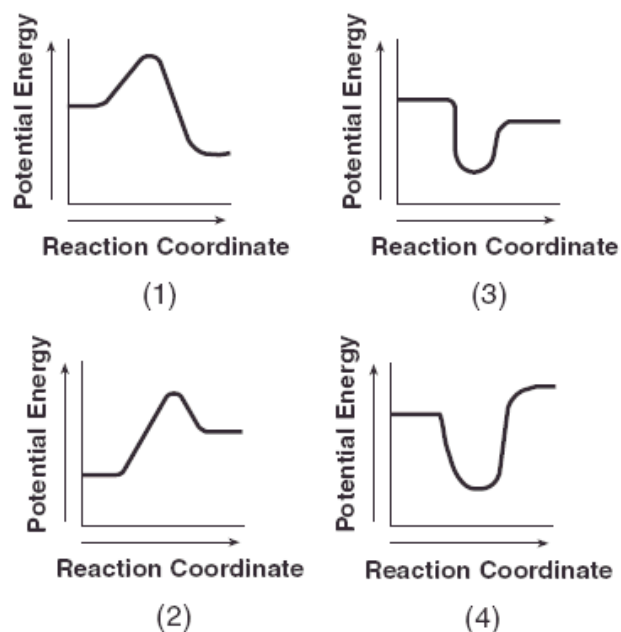 Potential Energy
Reaction Coordinate
(1)
Potential Energy
Reaction Coordinate
(3)
Potential Energy
Reaction Coordinate
(2)
Potential Energy
Reaction Coordinate
(4)